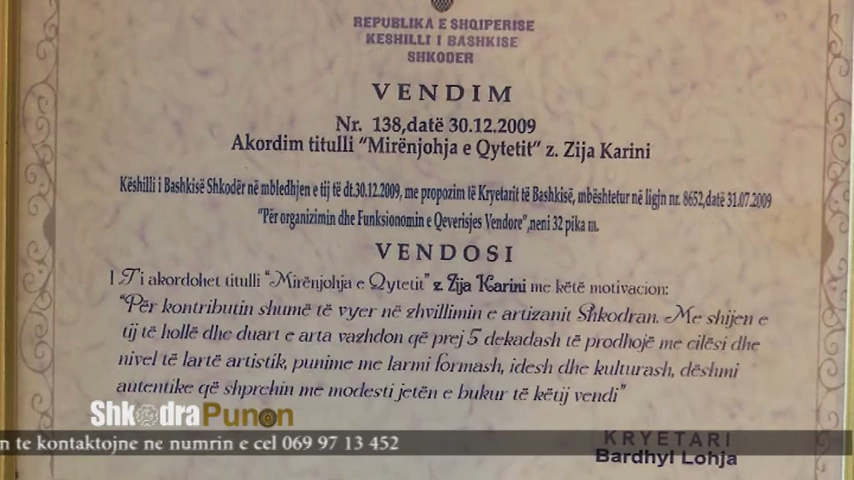 REPUBLIKA E SHQIPERISE
KESHILLI I BASHKISE
SHKODER
VENDIM
Nr. 138,datë 30.12.2009
Akordim titulli "Mirënjohja e Qytetit" z. Zija Karini
Këshilli i Bashkisë Shkodër në mbledhjen e tij të dt.30.12.2009, me propozim të Kryetarit të Bashkisë, mbështetur në ligjn nr. 8652,datë 31.07.2009
"Për organizimin dhe Funksionomin e Qeverisjes Vendore",neni 32 pika m.
VENDOSI
1 T'i akordohet titulli "Mirënjohja e Qytetit" z. Zija Karini me këtë motivacion:
"Për kontributin shumë të vyer në zhvillimin e artizanit Shkodran. Me shijen e
tij të hollë dhe duart e arta vazhdon që prej 5 dekadash të prodhojë me cilësi dhe
nivel të lartë artistik, punime me larmi formash, idesh dhe kulturash, dëshmi
autentike që shprehin me modesti jetën e bukur të këtij vendi"
Shkodra Punon
n te kontaktojne ne numrin e cel 069 97 13 452
KRYETARI
Bardhyl Lohja